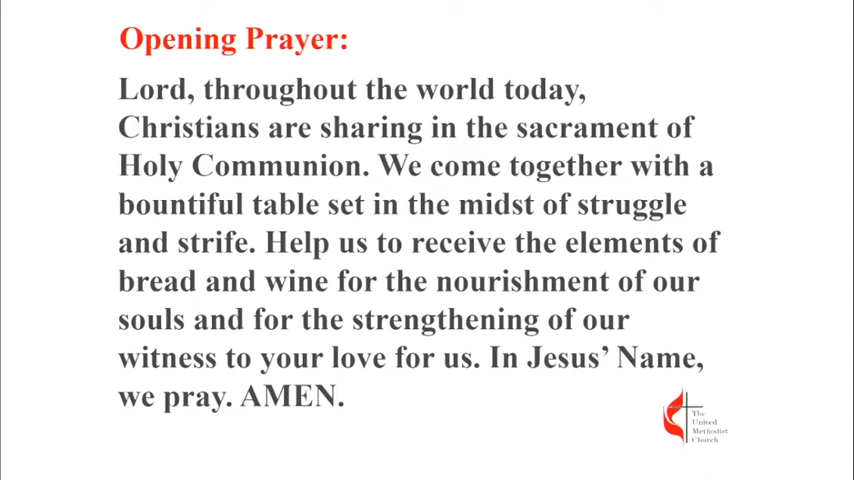 Opening Prayer:
Lord, throughout the world today,
Christians are sharing in the sacrament of
Holy Communion. We come together with a
bountiful table set in the midst of struggle
and strife. Help us to receive the elements of
bread and wine for the nourishment of our
souls and for the strengthening of our
witness to your love for us. In Jesus’ Name,
we pray. AMEN.
The
United
Methodist
Church